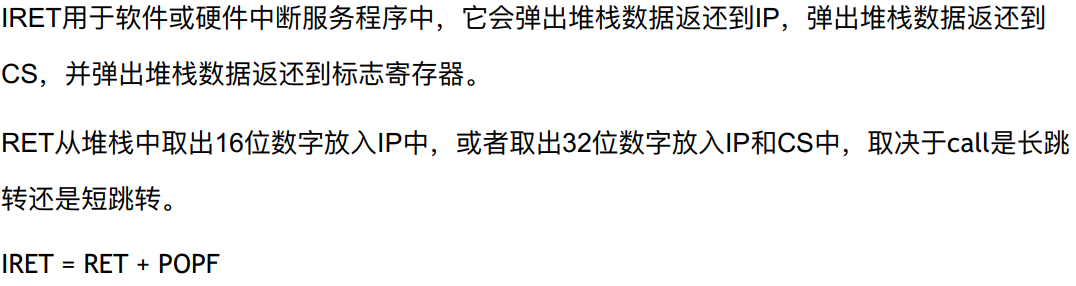 IRET用于软件或硬件中断服务程序中，它会弹出堆栈数据返还到IP，弹出堆栈数据返还到
CS，并弹出堆栈数据返还到标志寄存器。
RET从堆栈中取出16位数字放入IP中，或者取出32位数字放入IP和CS中，取决于call是长跳
转还是短跳转。
IRET = RET + POPF